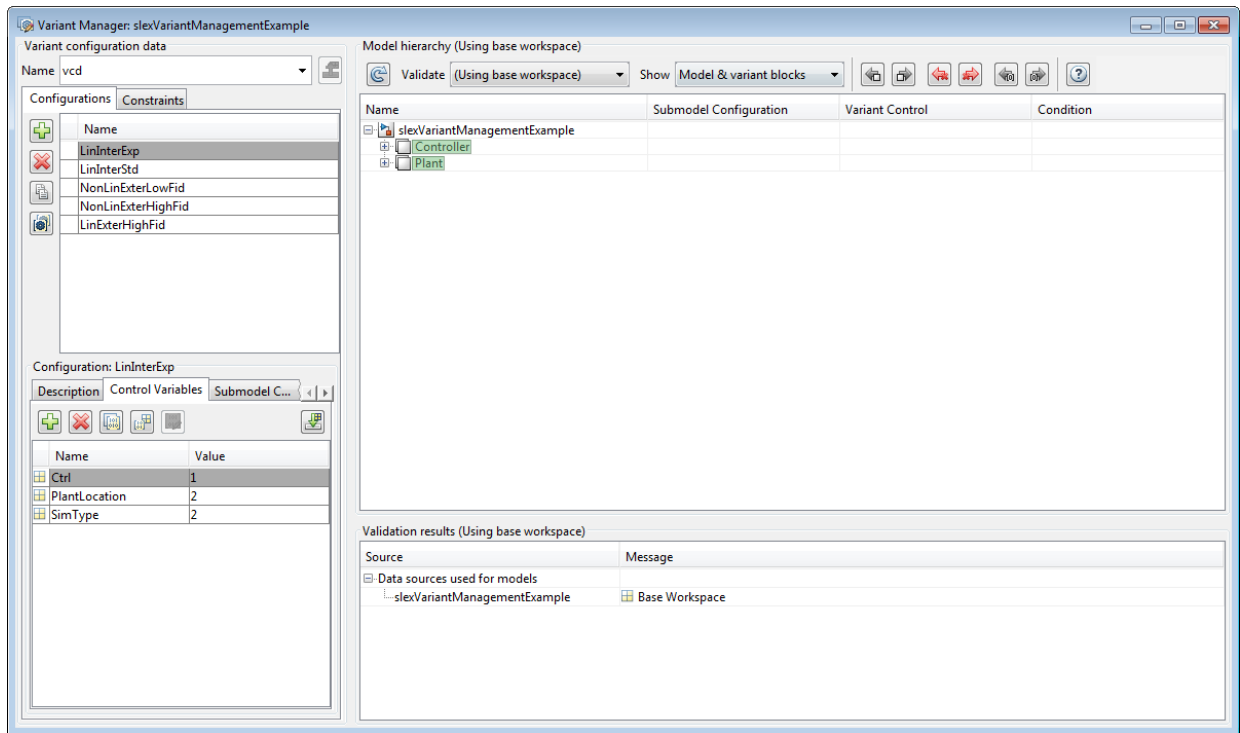 Variant Manager: slexVariantManagementExample
Variant configuration data
Name vcd
Configurations Constraints
Name
LinInterExp
LinInterStd
NonLinExterLowFid
NonLinExterHighFid
LinExterHighFid
Configuration: LinInterExp
Description Control Variables Submodel C...
Name Value
Ctrl 1
PlantLocation 2
SimType 2
Model hierarchy (Using base workspace)
Validate (Using base workspace) Show Model & variant blocks
Name Submodel Configuration Variant Control Condition
slexVariantManagementExample
Controller
Plant
Validation results (Using base workspace)
Source Message
Data sources used for models
slexVariantManagementExample Base Workspace